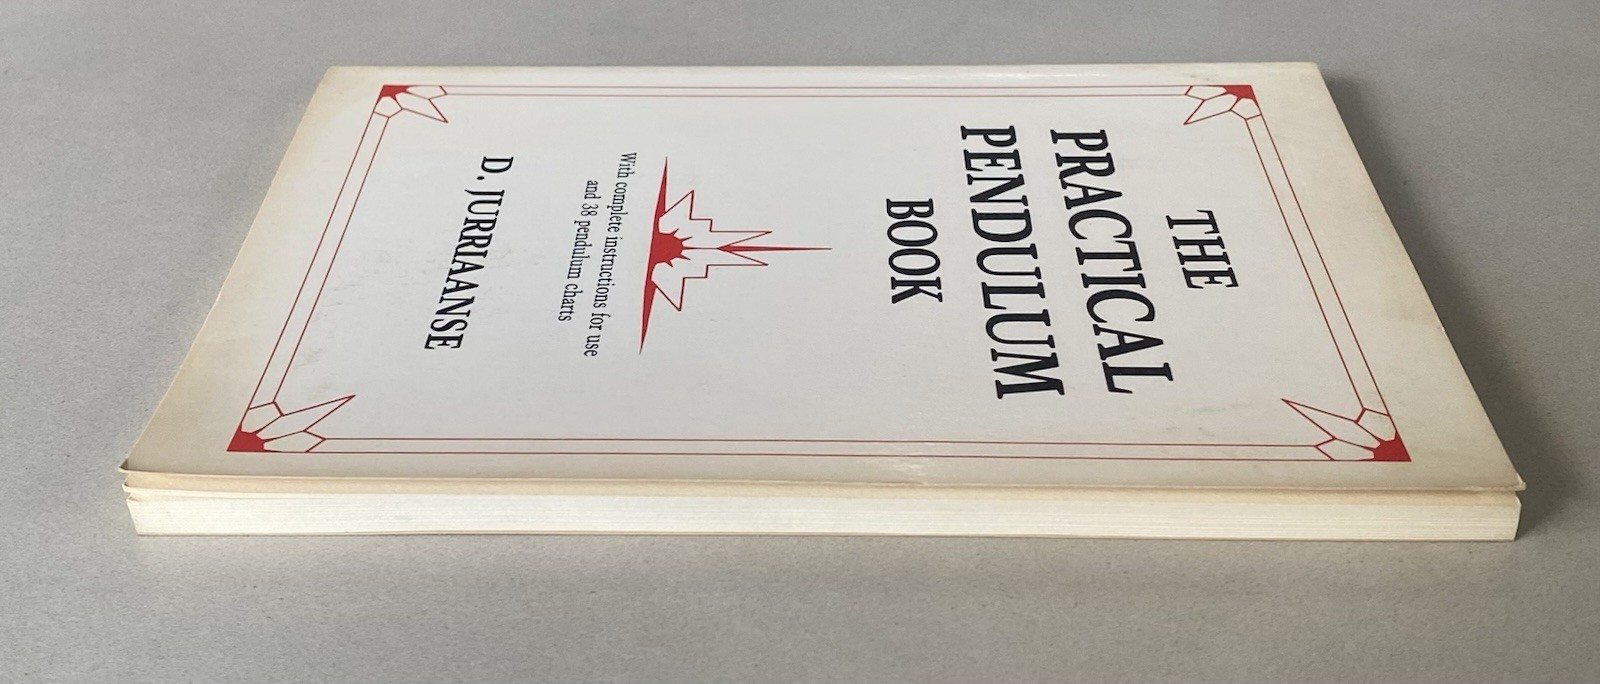 THE
PRACTICAL
PENDULUM
BOOK
With complete instructions for use
and 38 pendulum charts
D. JURRIAANSE